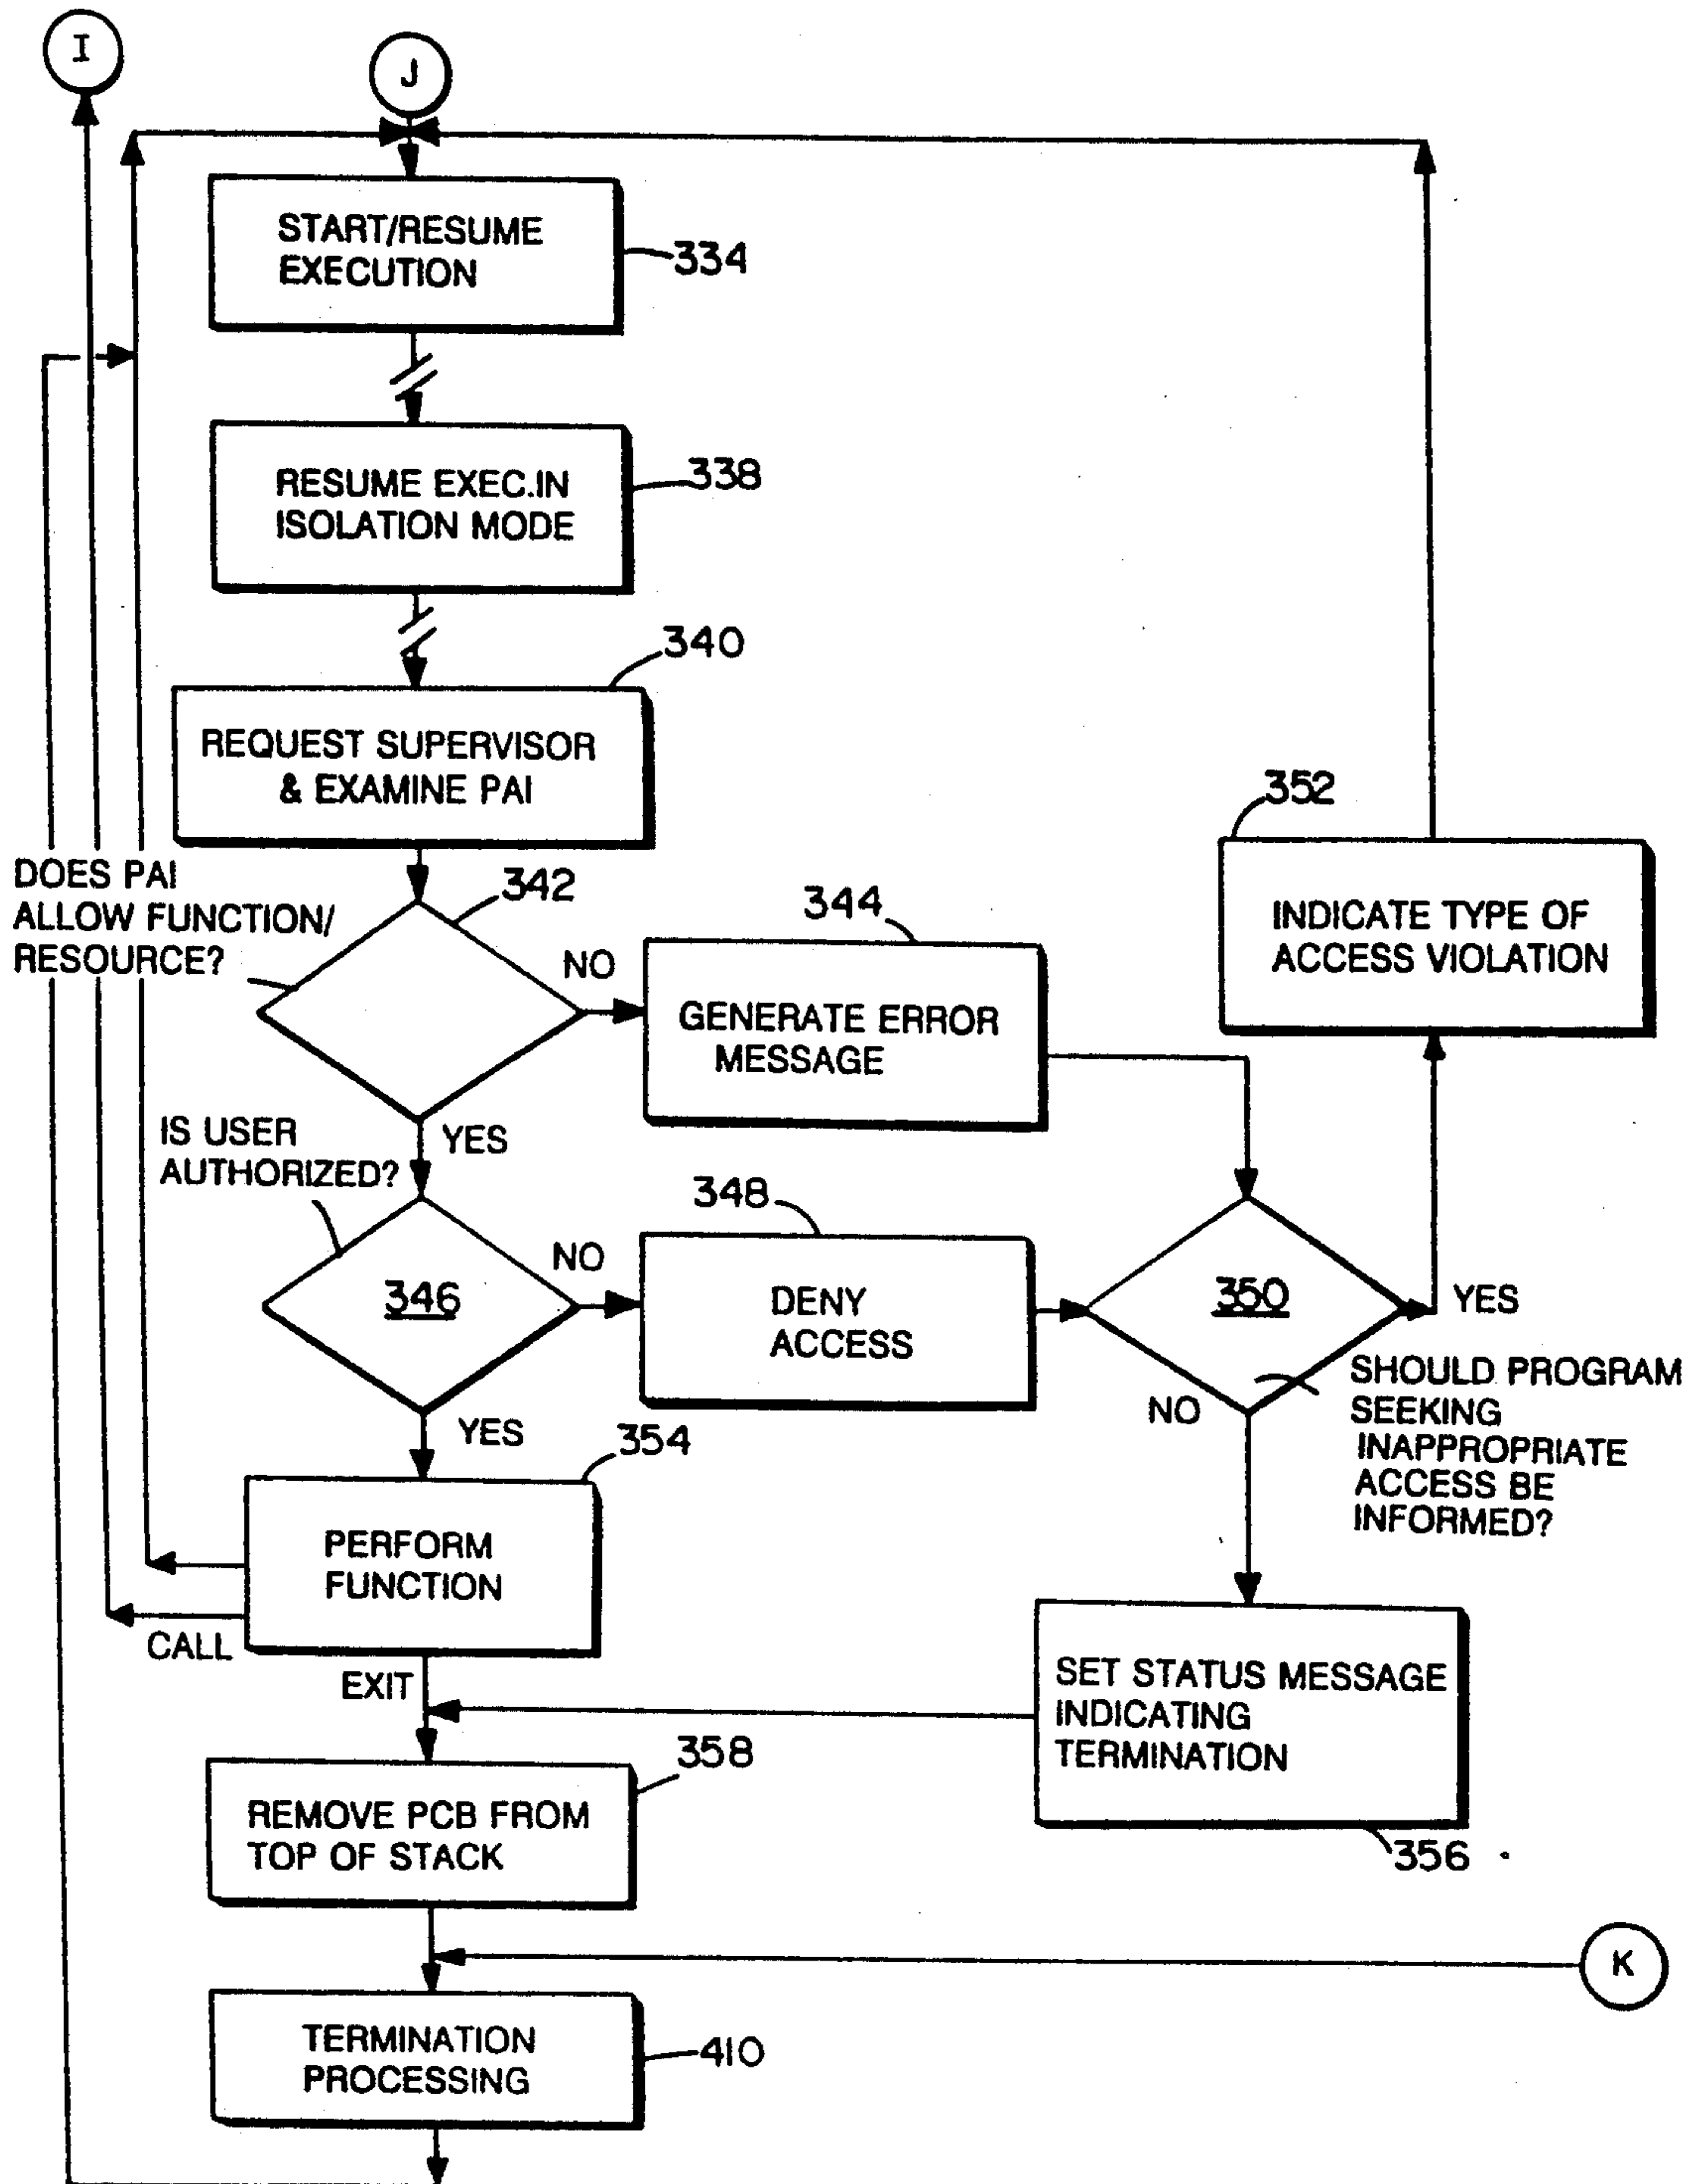 I
J
START/RESUME
EXECUTION
334
RESUME EXEC.IN
ISOLATION MODE
338
340
REQUEST SUPERVISOR
& EXAMINE PAI
352
INDICATE TYPE OF
ACCESS VIOLATION
DOES PAI
ALLOW FUNCTION/
RESOURCE?
342
NO
344
GENERATE ERROR
MESSAGE
YES
IS USER
AUTHORIZED?
346
NO
348
DENY
ACCESS
350
YES
SHOULD PROGRAM
SEEKING
INAPPROPRIATE
ACCESS BE
INFORMED?
NO
YES
354
PERFORM
FUNCTION
CALL
EXIT
SET STATUS MESSAGE
INDICATING
TERMINATION
356
358
REMOVE PCB FROM
TOP OF STACK
K
TERMINATION
PROCESSING
410